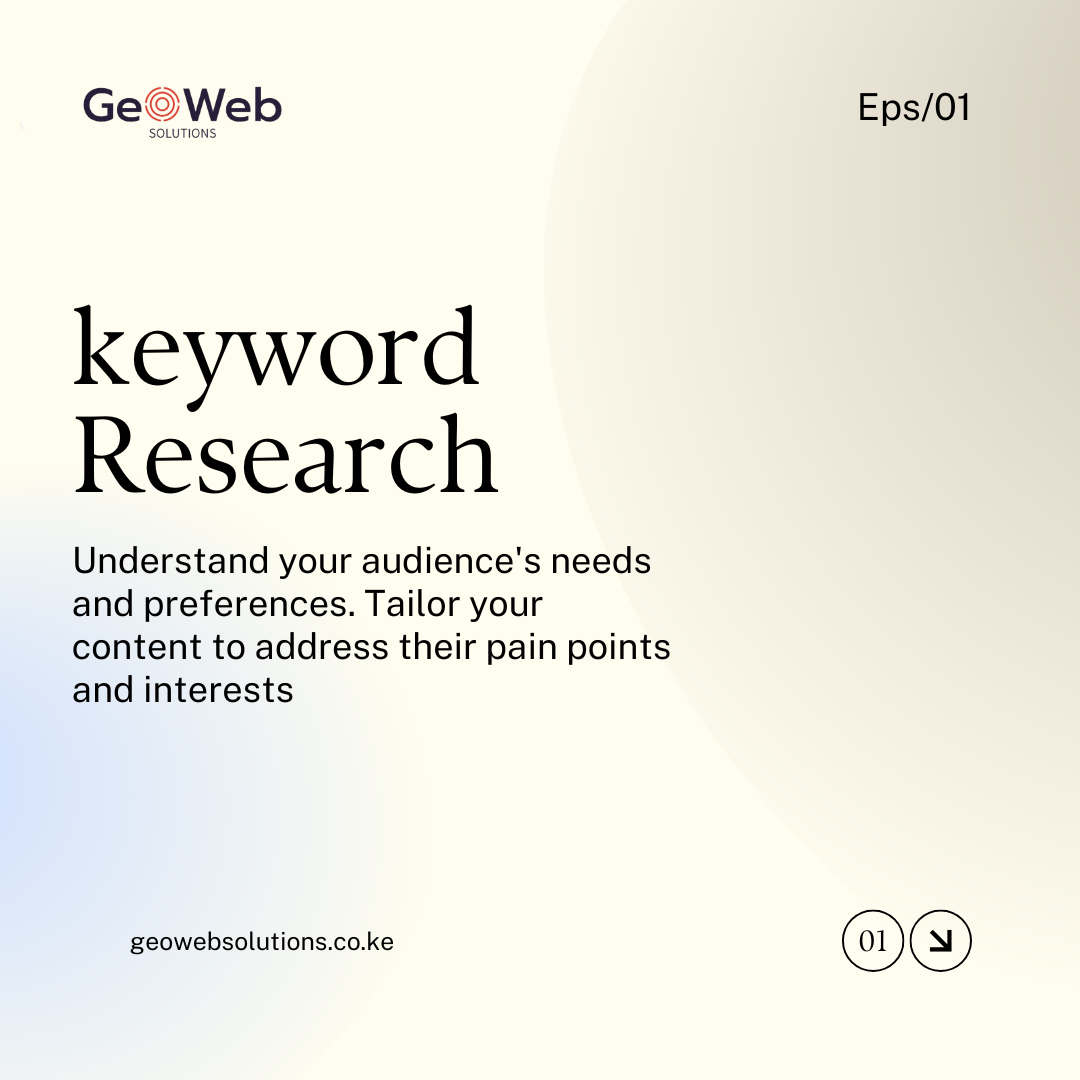 GeoWeb
SOLUTIONS
Eps/01
keyword
Research
Understand your audience's needs
and preferences. Tailor your
content to address their pain points
and interests
geowebsolutions.co.ke
01